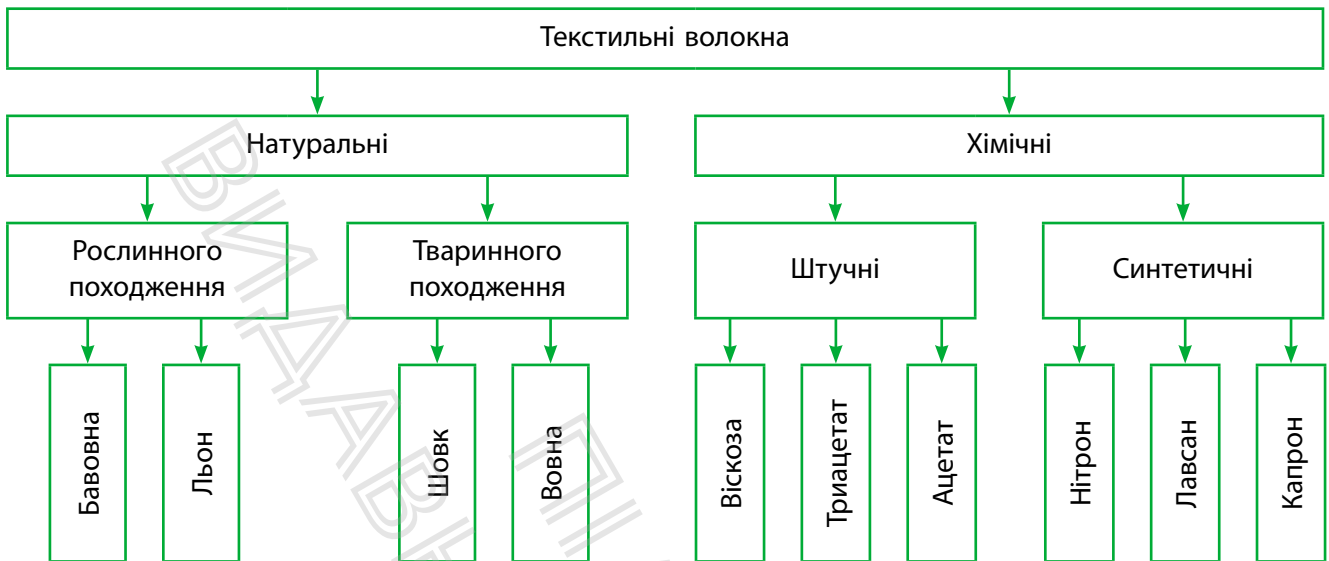 Текстильні волокна
Натуральні
Хімічні
Рослинного
походження
Тваринного
походження
Штучні
Синтетичні
Бавовна
Льон
Шовк
Вовна
Віскоза
Триацетат
Ацетат
Нітрон
Лавсан
Капрон